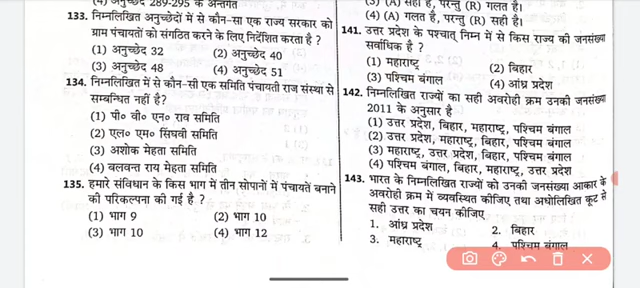 (4) अनुच्छेद 289-295 के अन्तर्गत
133. निम्नलिखित अनुच्छेदों में से कौन-सा एक राज्य सरकार को
ग्राम पंचायतों को संगठित करने के लिए निर्देशित करता है ?
(1) अनुच्छेद 32 (2) अनुच्छेद 40
(3) अनुच्छेद 48 (4) अनुच्छेद 51
134. निम्नलिखित में से कौन-सी एक समिति पंचायती राज संस्था से
सम्बन्धित नहीं है?
(1) पी० वी० एन० राव समिति
(2) एल० एम० सिंघवी समिति
(3) अशोक मेहता समिति
(4) बलवन्त राय मेहता समिति
135. हमारे संविधान के किस भाग में तीन सोपानों में पंचायतें बनाने
की परिकल्पना की गई है ?
(1) भाग 9 (2) भाग 10
(3) भाग 10 (4) भाग 12
(3) (A) सही है, परन्तु (R) गलत है।
(4) (A) गलत है, परन्तु (R) सही है।
141. उत्तर प्रदेश के पश्चात् निम्न में से किस राज्य की जनसंख्या
सर्वाधिक है ?
(1) महाराष्ट्र (2) बिहार
(3) पश्चिम बंगाल (4) आंध्र प्रदेश
142. निम्नलिखित राज्यों का सही अवरोही क्रम उनकी जनसंख्या
2011 के अनुसार है
(1) उत्तर प्रदेश, बिहार, महाराष्ट्र, पश्चिम बंगाल
(2) उत्तर प्रदेश, महाराष्ट्र, बिहार, पश्चिम बंगाल
(3) महाराष्ट्र, उत्तर प्रदेश, बिहार, पश्चिम बंगाल
(4) पश्चिम बंगाल, बिहार, महाराष्ट्र, उत्तर प्रदेश
143. भारत के निम्नलिखित राज्यों को उनकी जनसंख्या आकार के
अवरोही क्रम में व्यवस्थित कीजिए तथा अधोलिखित कूट से
सही उत्तर का चयन कीजिए
1. आंध्र प्रदेश 2. बिहार
3. महाराष्ट्र 4. पश्चिम बंगाल